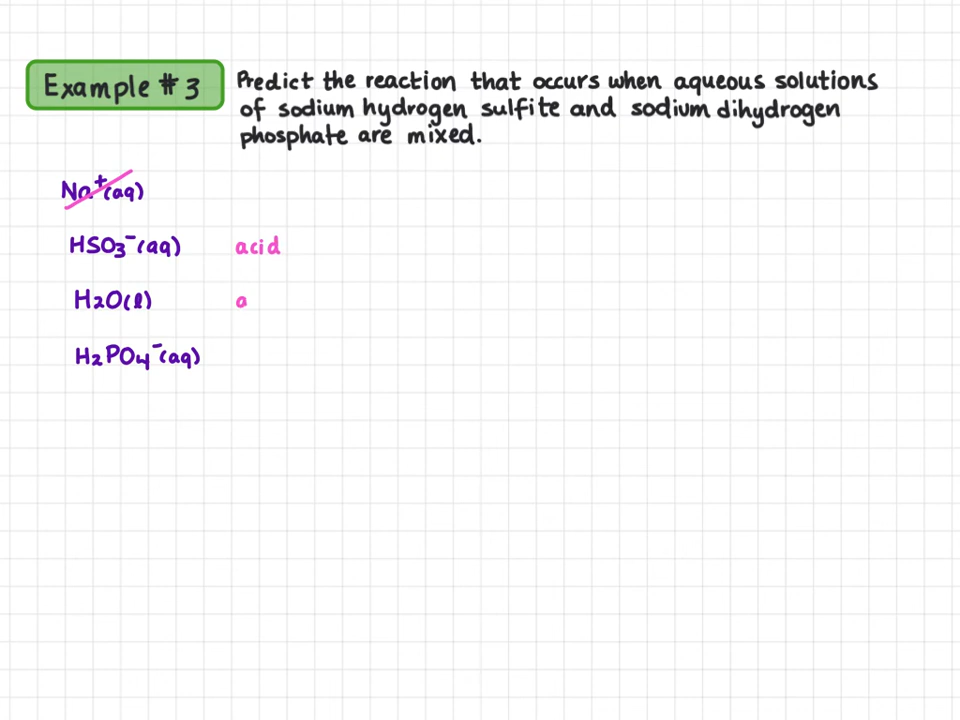 Example #3
Predict the reaction that occurs when aqueous solutions
of sodium hydrogen sulfite and sodium dihydrogen
phosphate are mixed.
Na⁺(aq)
HSO₃⁻(aq) acid
H₂O(l) a
H₂PO₄⁻(aq)